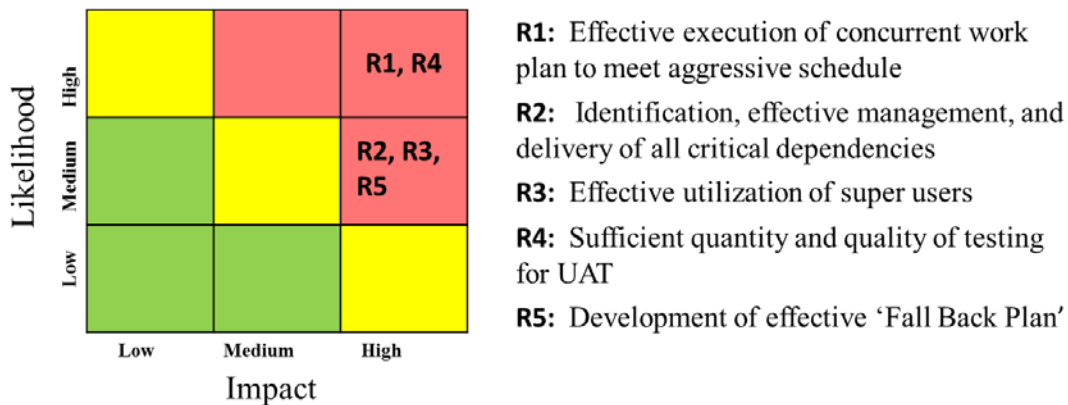 Likelihood
High
Medium
Low
R1, R4
R2, R3,
R5
Low
Medium
High
Impact
R1: Effective execution of concurrent work
plan to meet aggressive schedule
R2: Identification, effective management, and
delivery of all critical dependencies
R3: Effective utilization of super users
R4: Sufficient quantity and quality of testing
for UAT
R5: Development of effective ‘Fall Back Plan’